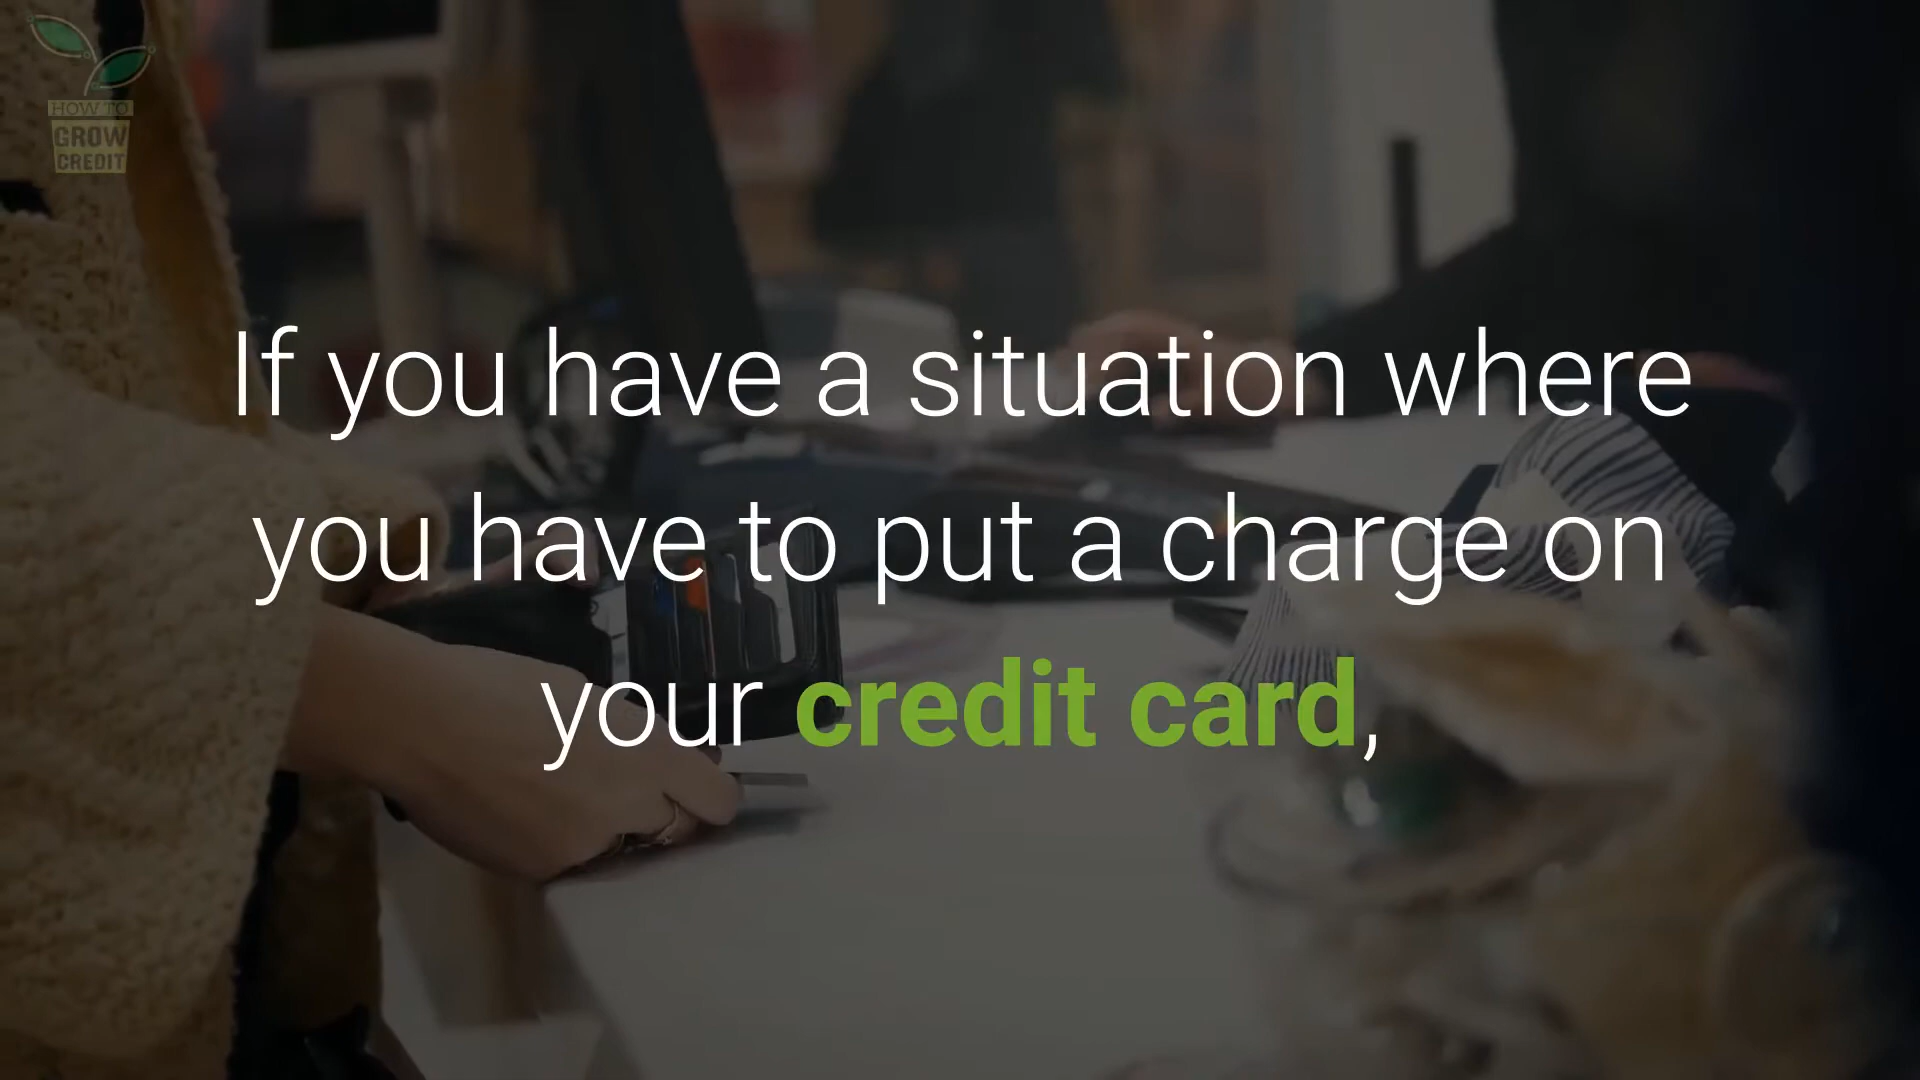 HOW TO
GROW
CREDIT
If you have a situation where
you have to put a charge on
your credit card,